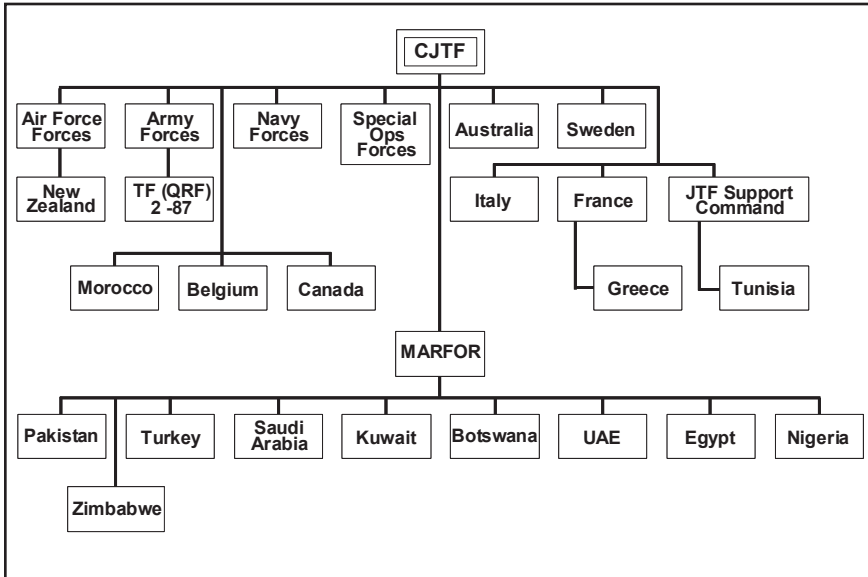 CJTF
Air Force
Forces
Army
Forces
Navy
Forces
Special
Ops
Forces
Australia
Sweden
New
Zealand
TF (QRF)
2 -87
Italy
France
JTF Support
Command
Morocco
Belgium
Canada
Greece
Tunisia
MARFOR
Pakistan
Turkey
Saudi
Arabia
Kuwait
Botswana
UAE
Egypt
Nigeria
Zimbabwe